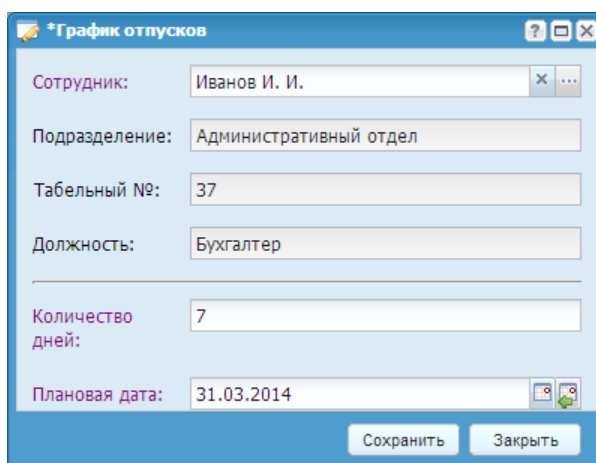 *График отпусков
Сотрудник: Иванов И. И.
Подразделение: Административный отдел
Табельный №: 37
Должность: Бухгалтер
Количество дней: 7
Плановая дата: 31.03.2014
Сохранить Закрыть